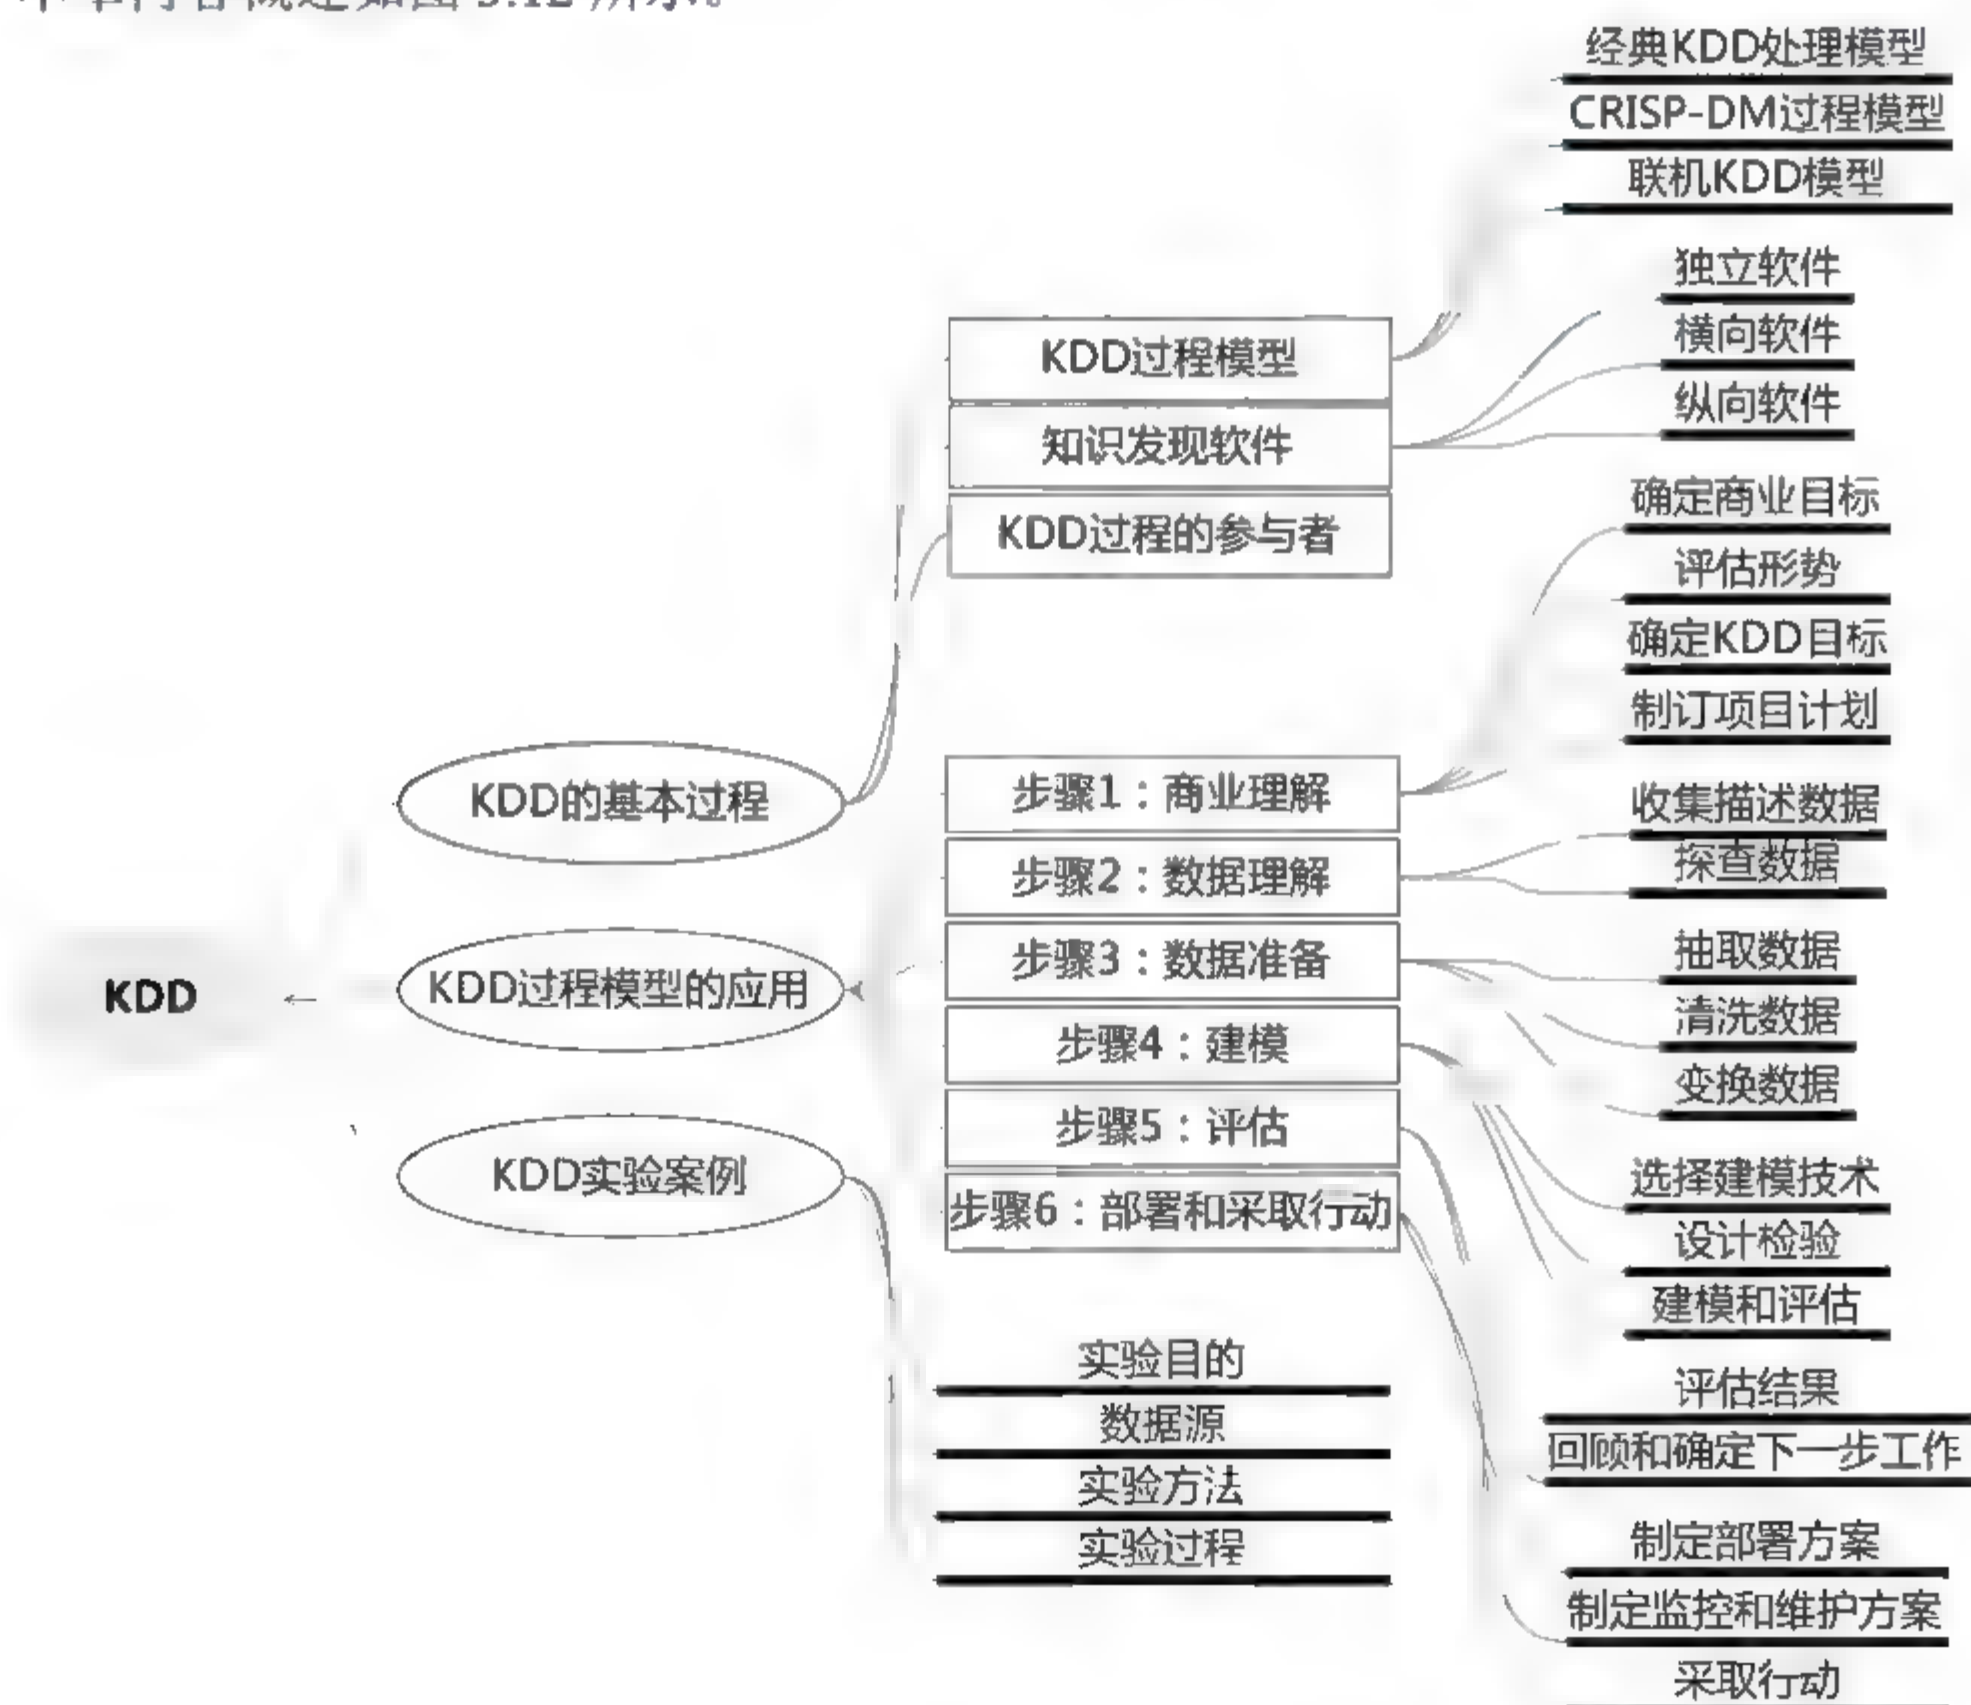 本章内容概述如图 3.12 所示。
经典KDD处理模型
CRISP-DM过程模型
联机KDD模型
独立软件
横向软件
纵向软件
KDD过程模型
知识发现软件
KDD过程的参与者
确定商业目标
评估形势
确定KDD目标
制订项目计划
KDD的基本过程
步骤1：商业理解
收集描述数据
步骤2：数据理解
探查数据
KDD
KDD过程模型的应用
步骤3：数据准备
抽取数据
清洗数据
步骤4：建模
变换数据
步骤5：评估
KDD实验案例
步骤6：部署和采取行动
选择建模技术
设计检验
建模和评估
实验目的
数据源
实验方法
实验过程
评估结果
回顾和确定下一步工作
制定部署方案
制定监控和维护方案
采取行动